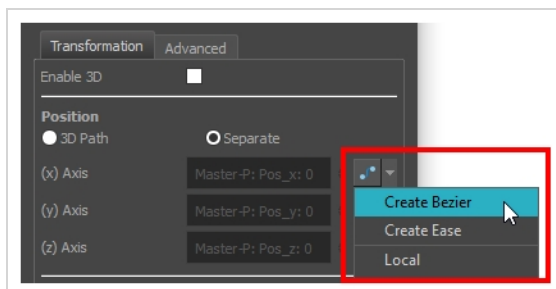 Transformation
Advanced
Enable 3D
Position
3D Path
Separate
(x) Axis
Master-P: Pos_x: 0
Create Bezier
(y) Axis
Master-P: Pos_y: 0
Create Ease
(z) Axis
Master-P: Pos_z: 0
Local